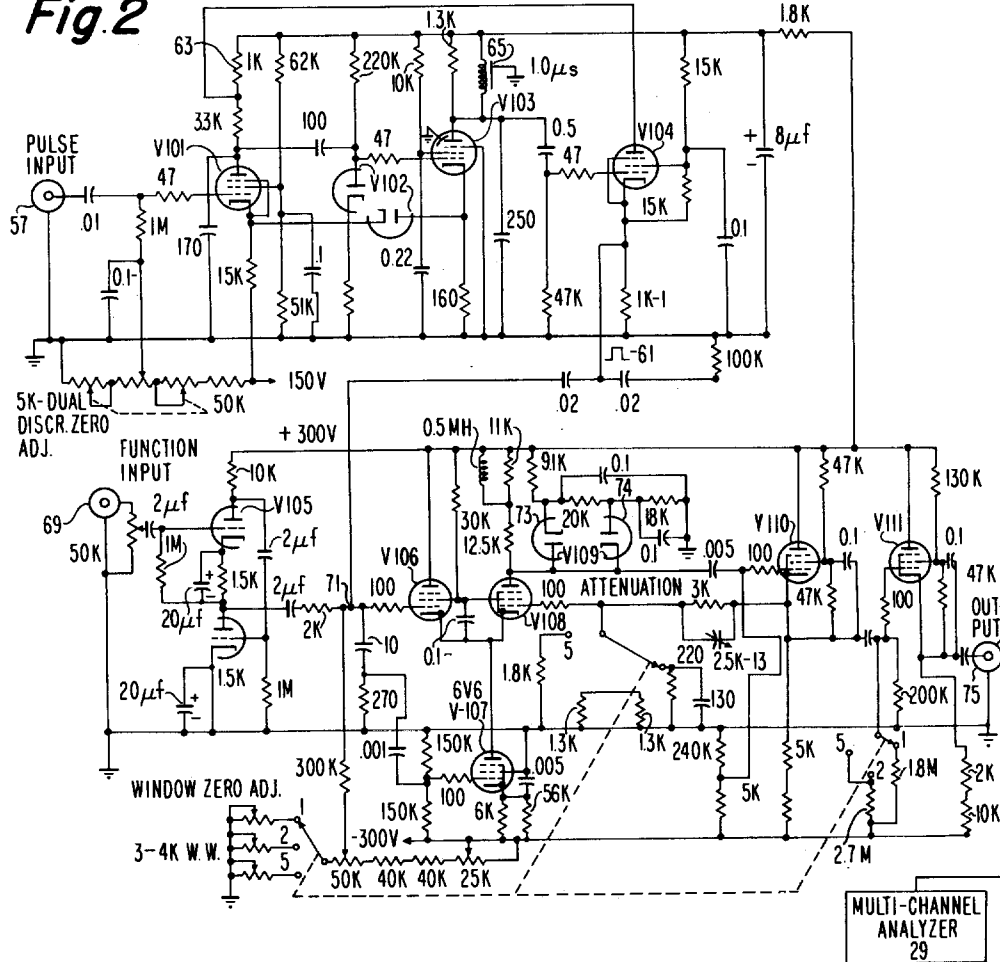 Fig.2
63
1K
62K
220K
10K
1.3K
65
1.0µs
1.8K
15K
33K
100
47
V103
PULSE
INPUT
V101
47
57
.01
1M
V102
0.5
47
V104
15K
+
8µf
-
170
0.1-
15K
.1
51K
0.22
160
250
47K
1K-1
0.1
61
100K
150V
50K
.02
.02
5K-DUAL
DISCR. ZERO
ADJ.
FUNCTION
INPUT
+300V
0.5MH
11K
9.1K
0.1
47K
130K
69
10K
2µf
V105
2µf
50K
1M
+
-
1.5K
20µf
2µf
2K
71
100
V106
30K
12.5K
73
20K
74
18K
V109
0.1
.005
100
V110
0.1
V111
0.1
47K
OUT-
PUT
75
100
ATTENUATION
3K
V108
47K
100
10
0.1-
5
1.8K
220
2.5K-13
1.5K
20µf
+
-
1M
270
6V6
V-107
130
200K
1.3K
1.3K
.001
150K
100
.005
240K
5K
5K
5
1
2
1.8M
2K
10K
WINDOW ZERO ADJ.
300K
150K
6K
56K
-300V
2.7M
1
2
5
3-4K W.W.
50K
40K
40K
25K
MULTI-CHANNEL
ANALYZER
29